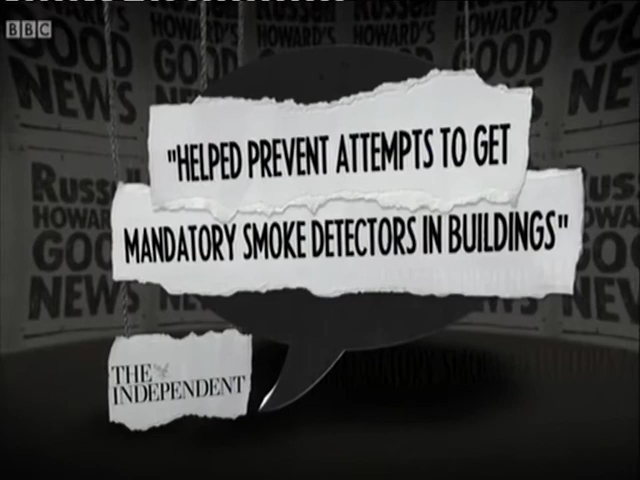 BBC
RUSSELL HOWARD'S GOOD NEWS
"HELPED PREVENT ATTEMPTS TO GET
MANDATORY SMOKE DETECTORS IN BUILDINGS"
THE
INDEPENDENT